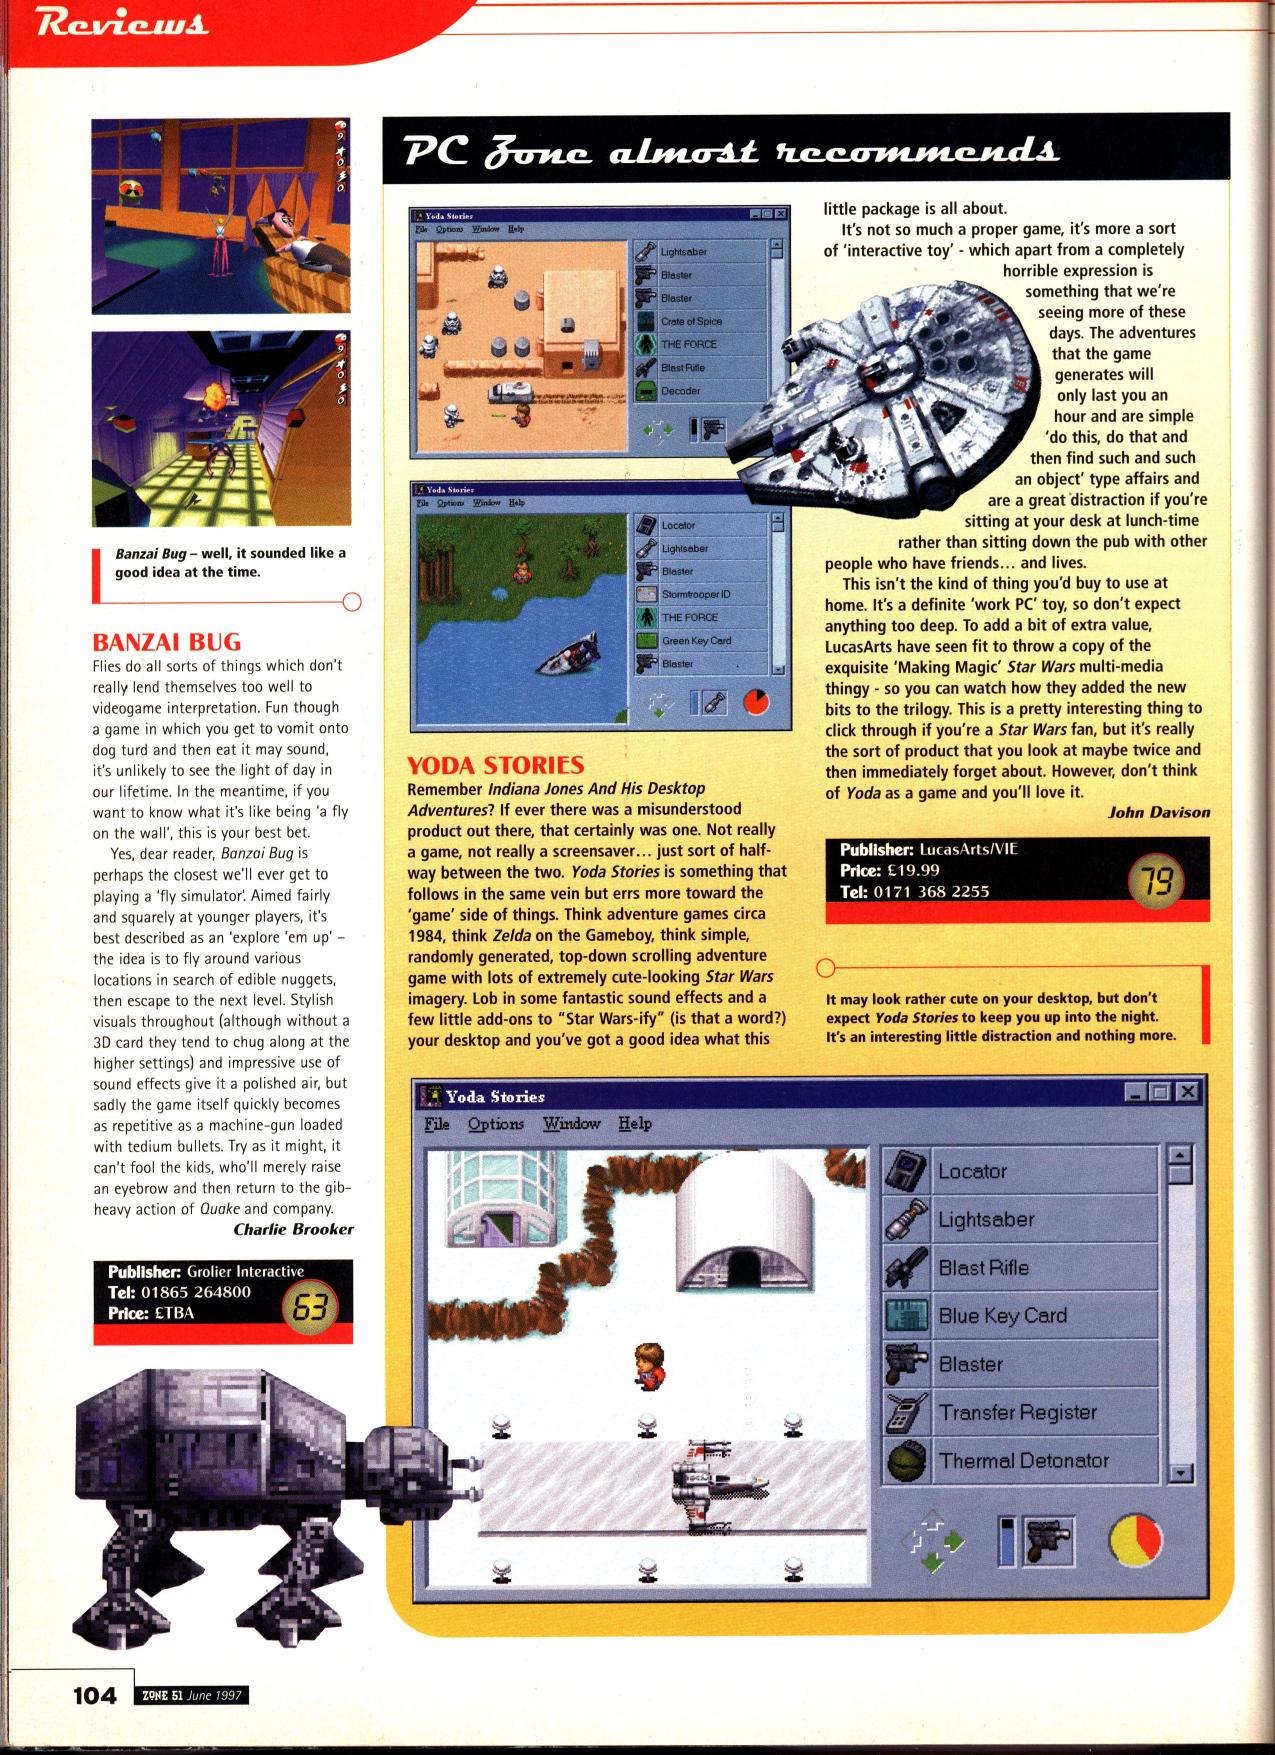 Reviews
Banzai Bug – well, it sounded like a
good idea at the time.
BANZAI BUG
Flies do all sorts of things which don't
really lend themselves too well to
videogame interpretation. Fun though
a game in which you get to vomit onto
dog turd and then eat it may sound,
it's unlikely to see the light of day in
our lifetime. In the meantime, if you
want to know what it's like being 'a fly
on the wall', this is your best bet.
Yes, dear reader, Banzai Bug is
perhaps the closest we'll ever get to
playing a 'fly simulator'. Aimed fairly
and squarely at younger players, it's
best described as an 'explore 'em up' –
the idea is to fly around various
locations in search of edible nuggets,
then escape to the next level. Stylish
visuals throughout (although without a
3D card they tend to chug along at the
higher settings) and impressive use of
sound effects give it a polished air, but
sadly the game itself quickly becomes
as repetitive as a machine-gun loaded
with tedium bullets. Try as it might, it
can't fool the kids, who'll merely raise
an eyebrow and then return to the gib-
heavy action of Quake and company.
Charlie Brooker
Publisher: Grolier Interactive
Tel: 01865 264800
Price: £TBA
63
PC Zone almost recommends
Yoda Stories
File Options Window Help
Lightsaber
Blaster
Blaster
Crate of Spice
THE FORCE
Blast Rifle
Decoder
Yoda Stories
File Options Window Help
Locator
Lightsaber
Blaster
Stormtrooper ID
THE FORCE
Green Key Card
Blaster
YODA STORIES
Remember Indiana Jones And His Desktop
Adventures? If ever there was a misunderstood
product out there, that certainly was one. Not really
a game, not really a screensaver... just sort of half-
way between the two. Yoda Stories is something that
follows in the same vein but errs more toward the
'game' side of things. Think adventure games circa
1984, think Zelda on the Gameboy, think simple,
randomly generated, top-down scrolling adventure
game with lots of extremely cute-looking Star Wars
imagery. Lob in some fantastic sound effects and a
few little add-ons to "Star Wars-ify" (is that a word?)
your desktop and you've got a good idea what this
little package is all about.
It's not so much a proper game, it's more a sort
of 'interactive toy' - which apart from a completely
horrible expression is
something that we're
seeing more of these
days. The adventures
that the game
generates will
only last you an
hour and are simple
'do this, do that and
then find such and such
an object' type affairs and
are a great distraction if you're
sitting at your desk at lunch-time
rather than sitting down the pub with other
people who have friends... and lives.
This isn't the kind of thing you'd buy to use at
home. It's a definite 'work PC' toy, so don't expect
anything too deep. To add a bit of extra value,
LucasArts have seen fit to throw a copy of the
exquisite 'Making Magic' Star Wars multi-media
thingy - so you can watch how they added the new
bits to the trilogy. This is a pretty interesting thing to
click through if you're a Star Wars fan, but it's really
the sort of product that you look at maybe twice and
then immediately forget about. However, don't think
of Yoda as a game and you'll love it.
John Davison
Publisher: LucasArts/VIE
Price: £19.99
Tel: 0171 368 2255
79
It may look rather cute on your desktop, but don't
expect Yoda Stories to keep you up into the night.
It's an interesting little distraction and nothing more.
Yoda Stories
File Options Window Help
Locator
Lightsaber
Blast Rifle
Blue Key Card
Blaster
Transfer Register
Thermal Detonator
104 ZONE 51 June 1997